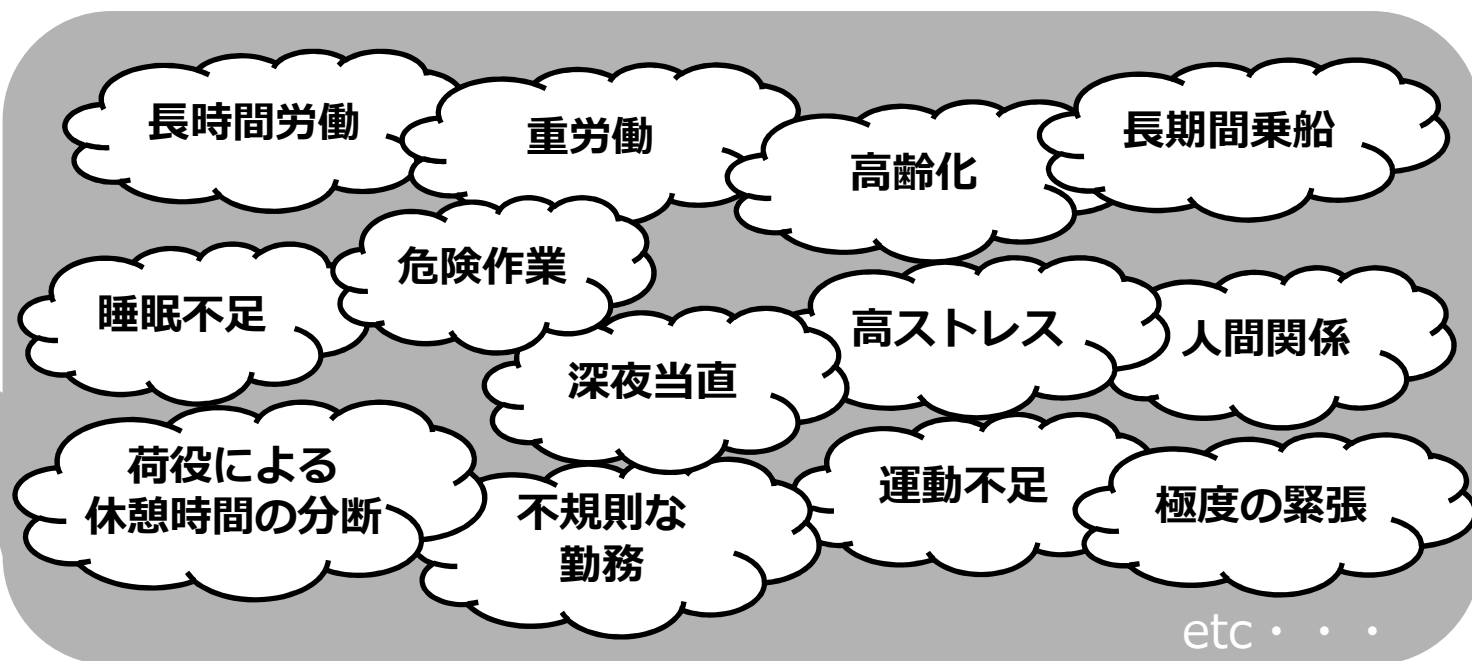 長時間労働
重労働
高齢化
長期間乗船
睡眠不足
危険作業
深夜当直
高ストレス
人間関係
荷役による
休憩時間の分断
不規則な
勤務
運動不足
極度の緊張
etc・・・